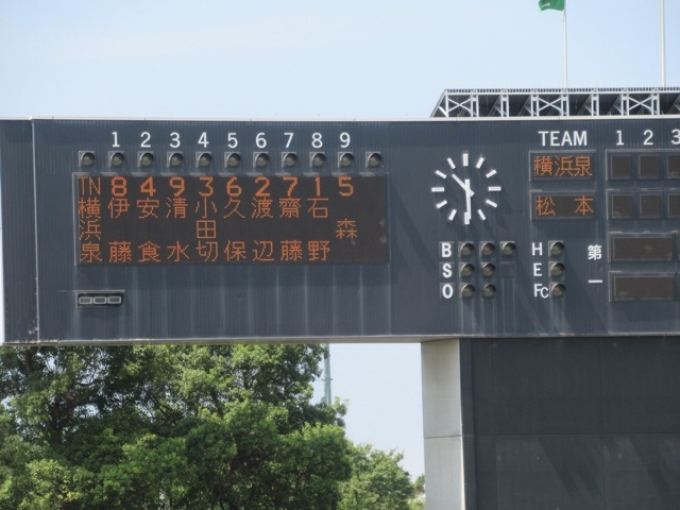 1 2 3 4 5 6 7 8 9
TN 8 4 9 3 6 2 7 1 5
横浜泉
伊藤
安食
清水
小田切
久保
渡辺
齋藤
石野
森
TEAM 1 2 3
横浜泉
松本
B H 第一
S E
O Fc